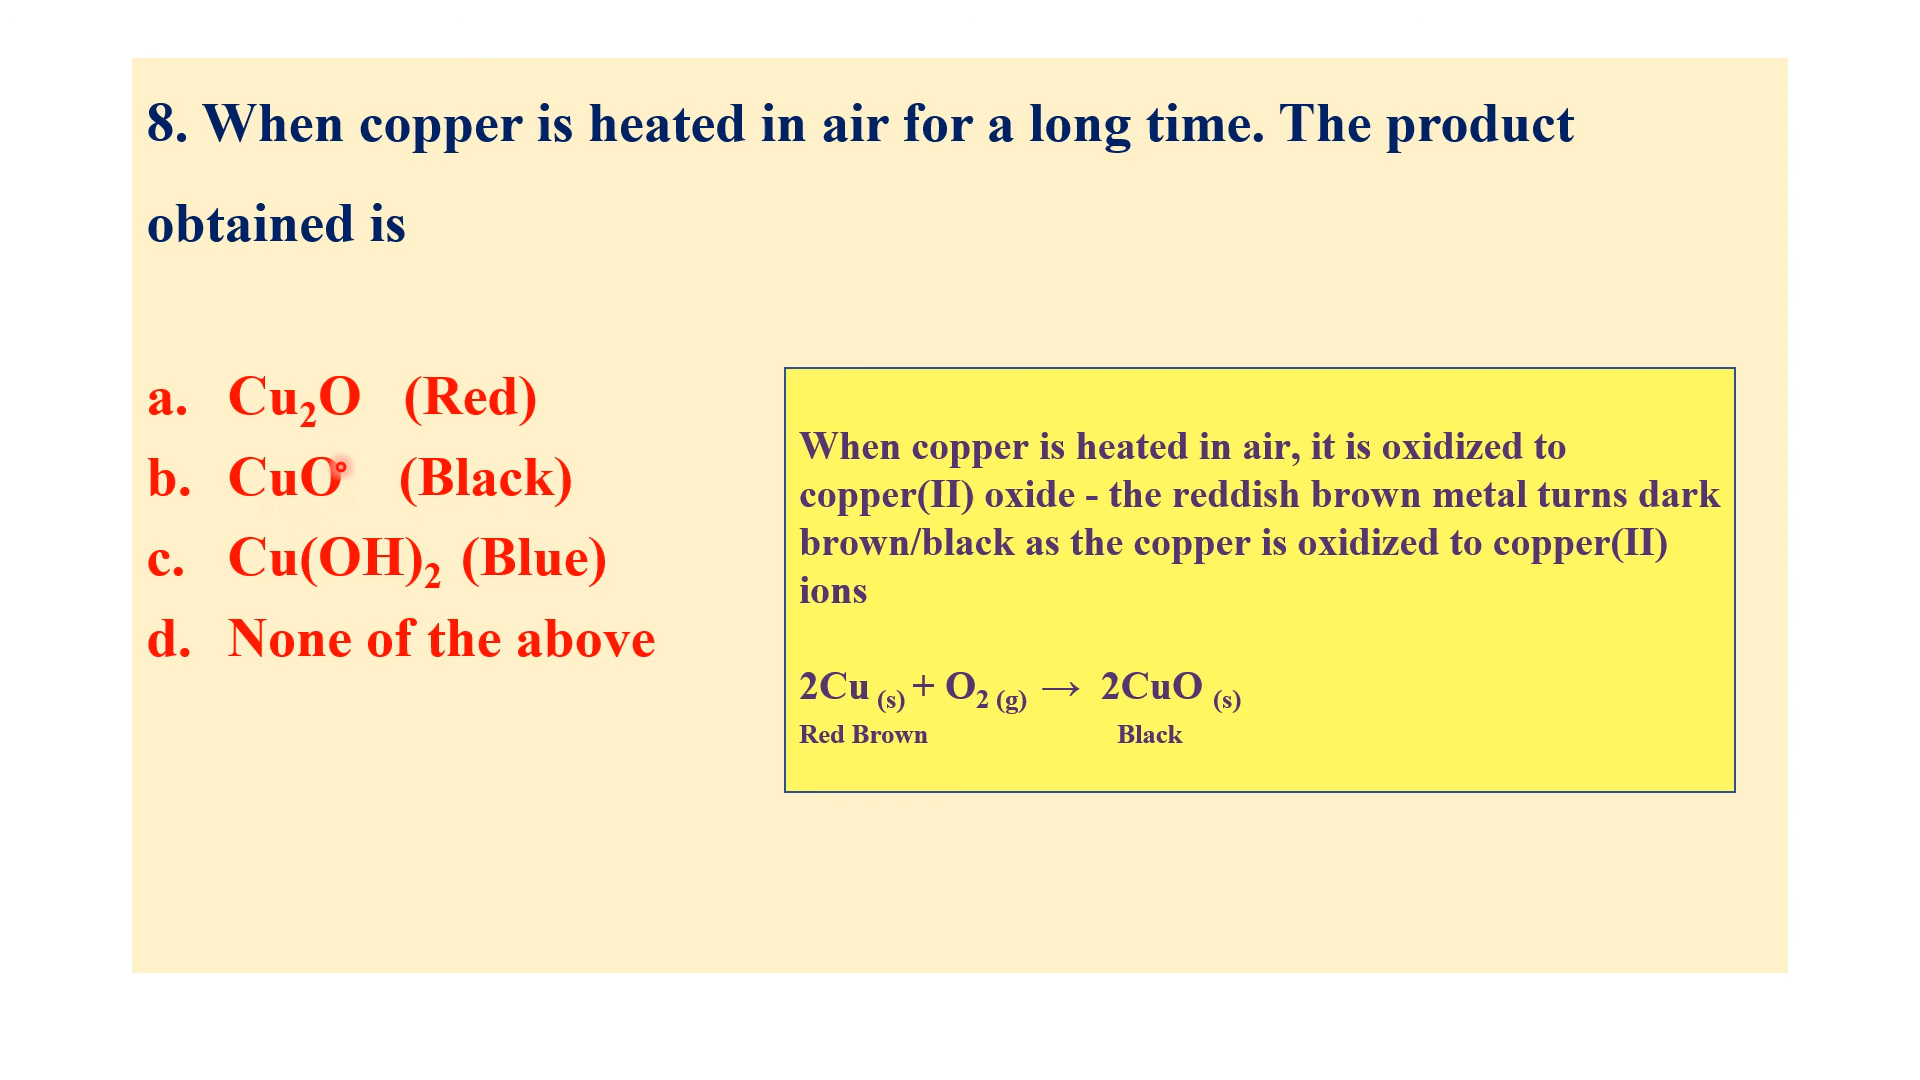 8. When copper is heated in air for a long time. The product
obtained is
a. Cu₂O (Red)
b. CuO (Black)
c. Cu(OH)₂ (Blue)
d. None of the above
When copper is heated in air, it is oxidized to
copper(II) oxide - the reddish brown metal turns dark
brown/black as the copper is oxidized to copper(II)
ions
2Cu (s) + O₂ (g) → 2CuO (s)
Red Brown Black